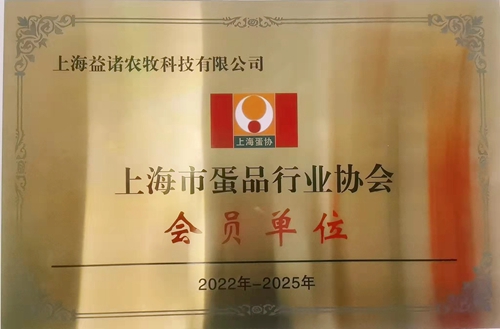 上海益诸农牧科技有限公司
上海蛋协
上海市蛋品行业协会
会员单位
2022年-2025年